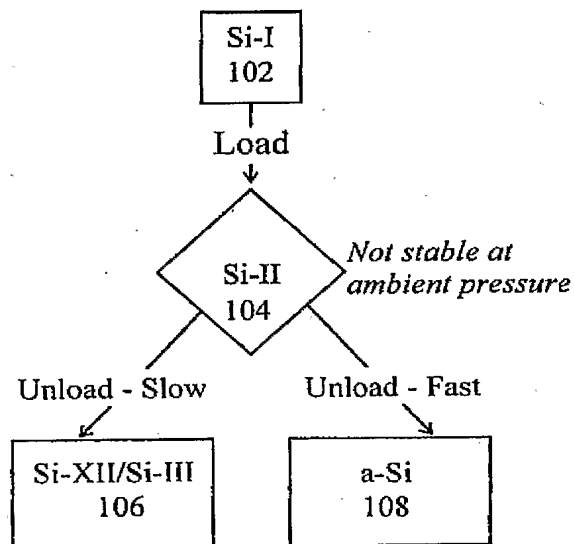 Si-I
102
Load
Si-II
104
Not stable at
ambient pressure
Unload - Slow
Unload - Fast
Si-XII/Si-III
106
a-Si
108